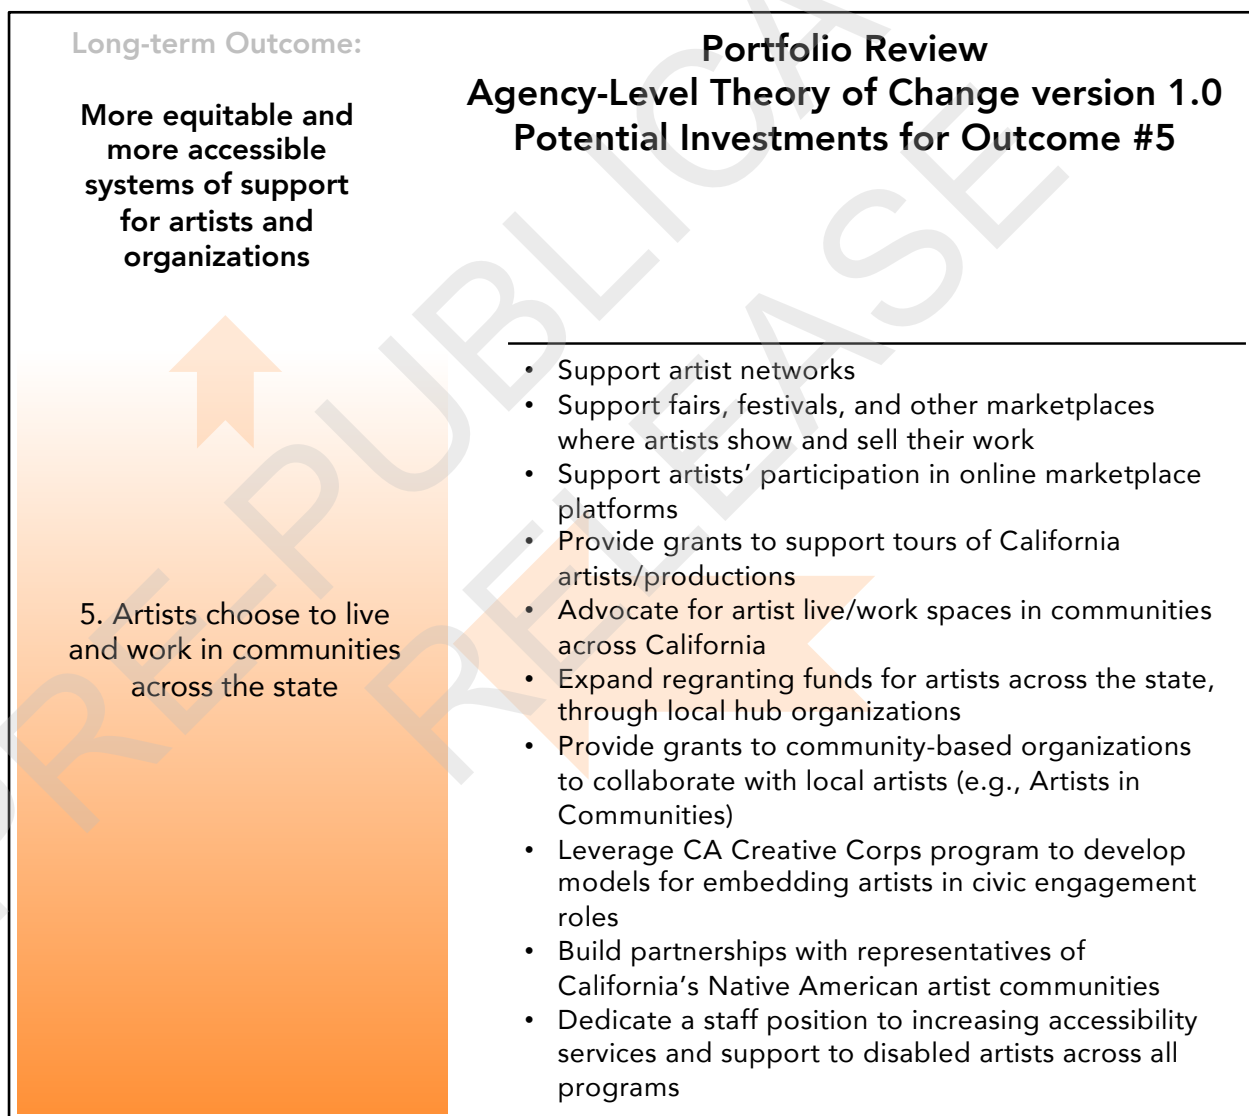 Long-term Outcome:
More equitable and
more accessible
systems of support
for artists and
organizations
Portfolio Review
Agency-Level Theory of Change version 1.0
Potential Investments for Outcome #5
5. Artists choose to live
and work in communities
across the state
• Support artist networks
• Support fairs, festivals, and other marketplaces
where artists show and sell their work
• Support artists’ participation in online marketplace
platforms
• Provide grants to support tours of California
artists/productions
• Advocate for artist live/work spaces in communities
across California
• Expand regranting funds for artists across the state,
through local hub organizations
• Provide grants to community-based organizations
to collaborate with local artists (e.g., Artists in
Communities)
• Leverage CA Creative Corps program to develop
models for embedding artists in civic engagement
roles
• Build partnerships with representatives of
California’s Native American artist communities
• Dedicate a staff position to increasing accessibility
services and support to disabled artists across all
programs
RE-PUBLICA
RELEASE